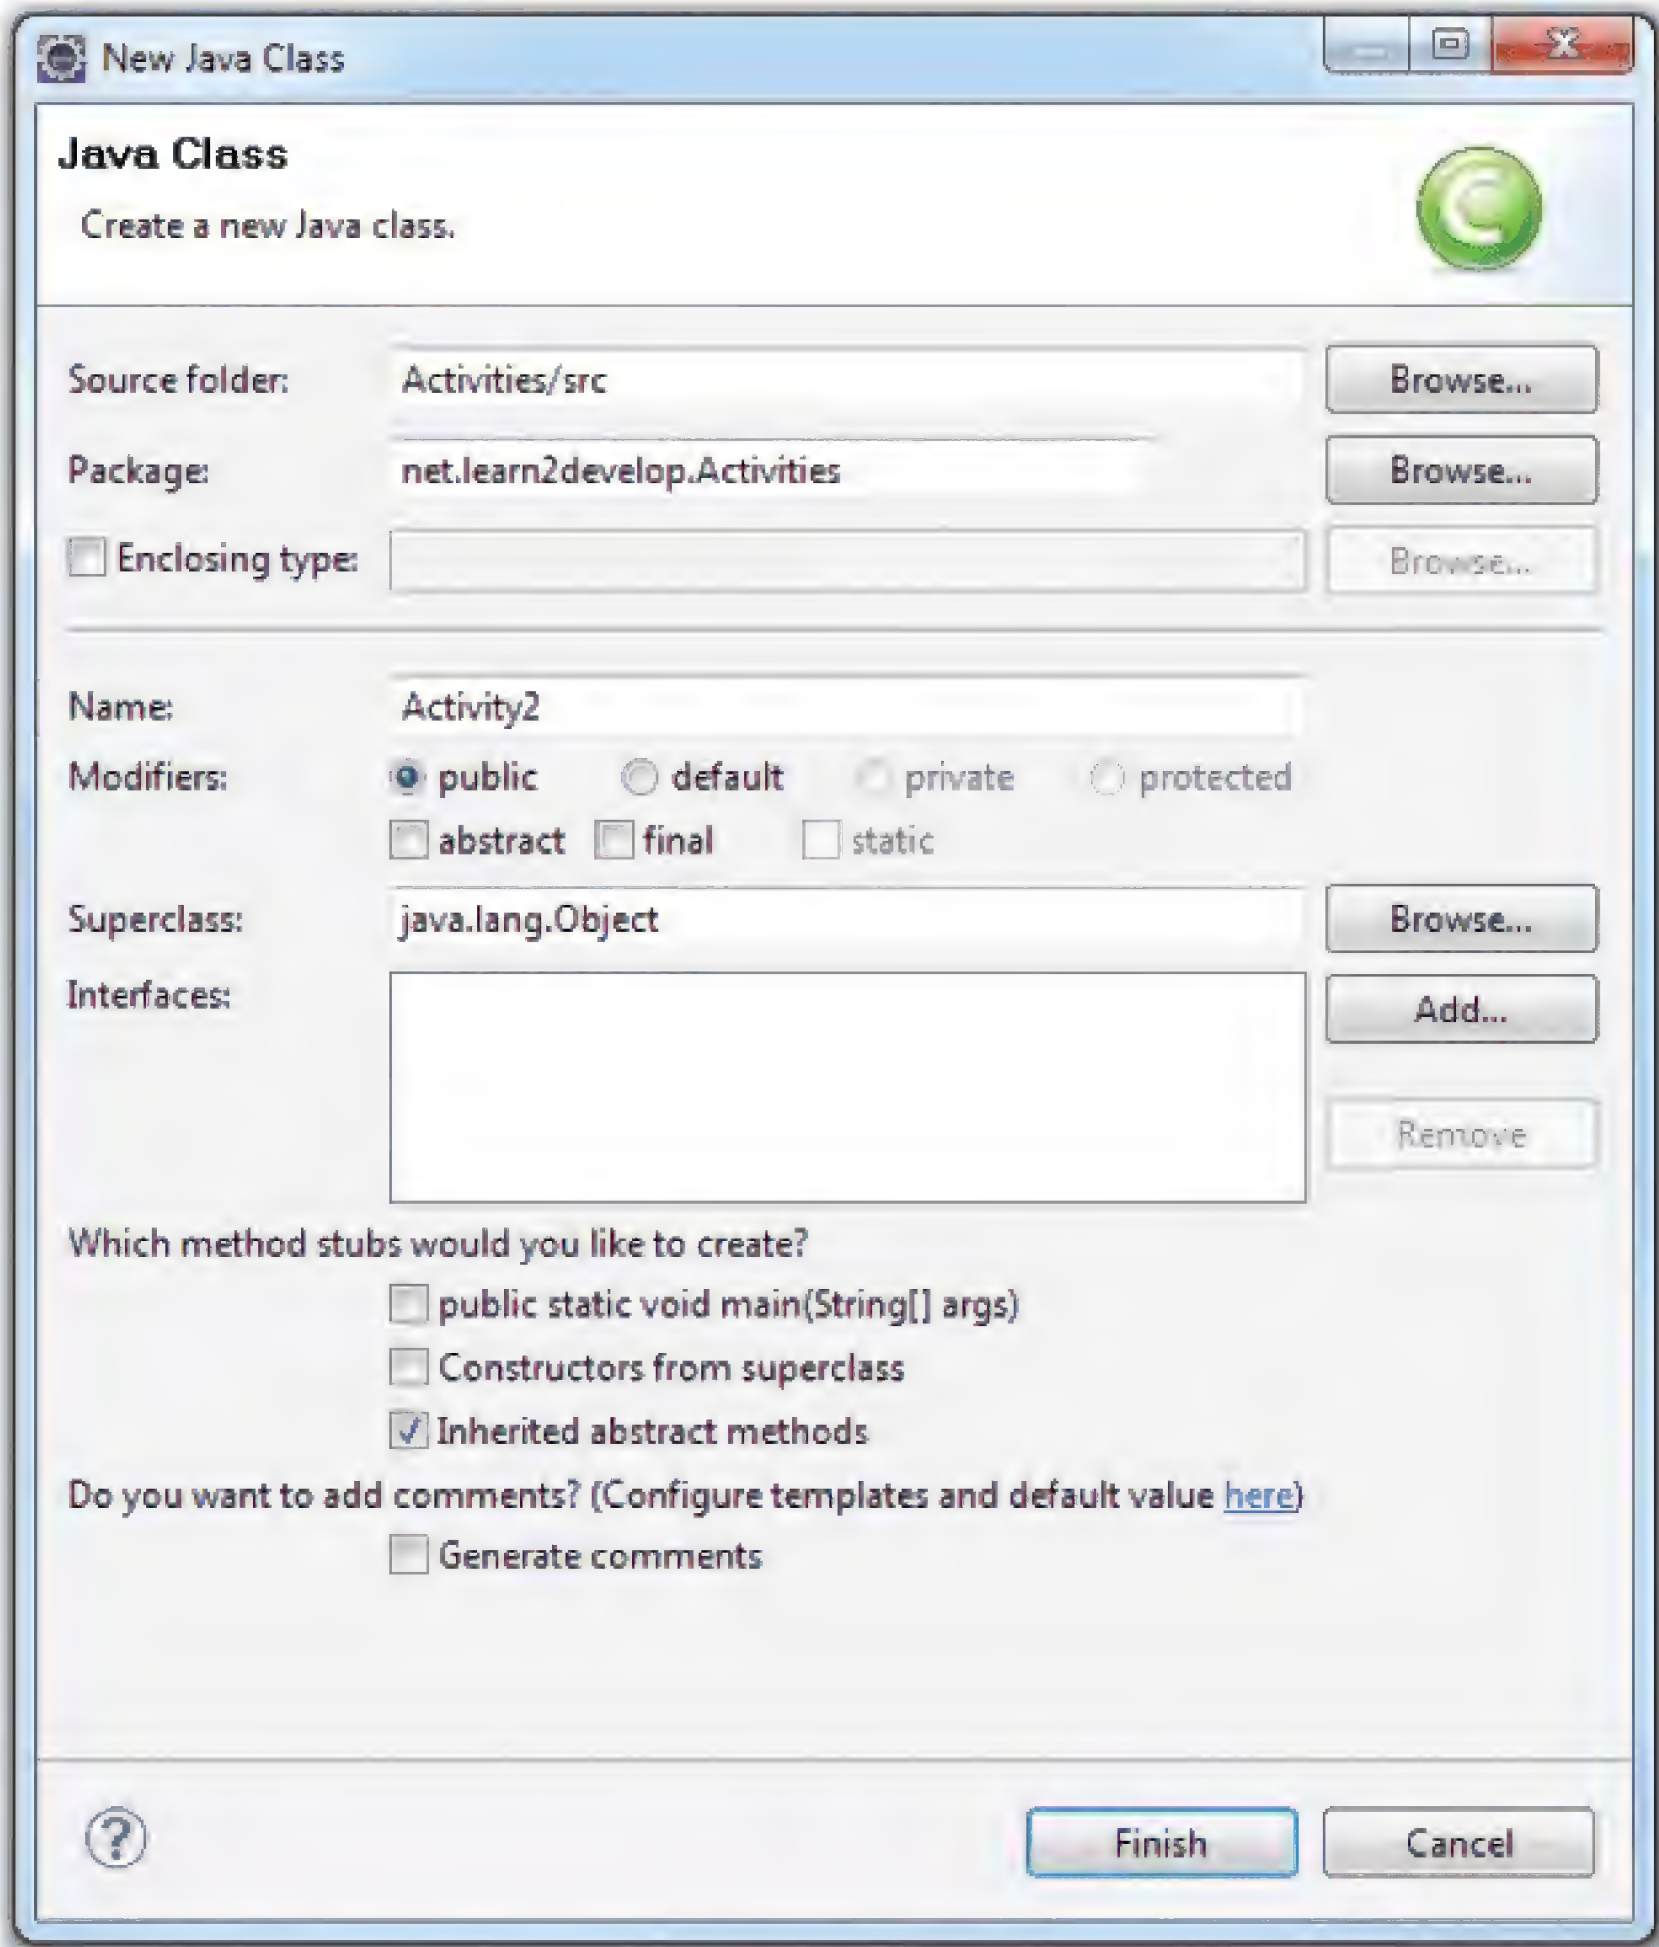 New Java Class
Java Class
Create a new Java class.
Source folder: Activities/src Browse...
Package: net.learn2develop.Activities Browse...
Enclosing type: Browse...
Name: Activity2
Modifiers: public default private protected
abstract final static
Superclass: java.lang.Object Browse...
Interfaces: Add...
Remove
Which method stubs would you like to create?
public static void main(String[] args)
Constructors from superclass
Inherited abstract methods
Do you want to add comments? (Configure templates and default value here)
Generate comments
Finish Cancel